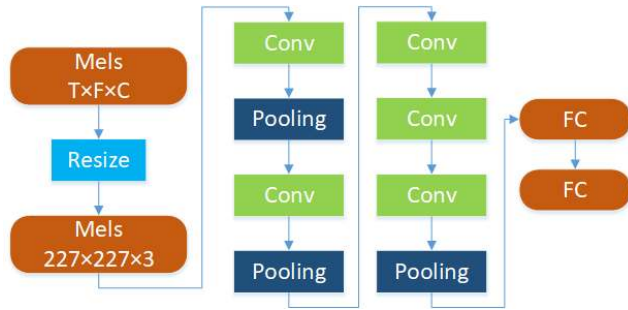 Mels
T×F×C
Resize
Mels
227×227×3
Conv
Pooling
Conv
Pooling
Conv
Conv
Conv
Pooling
FC
FC